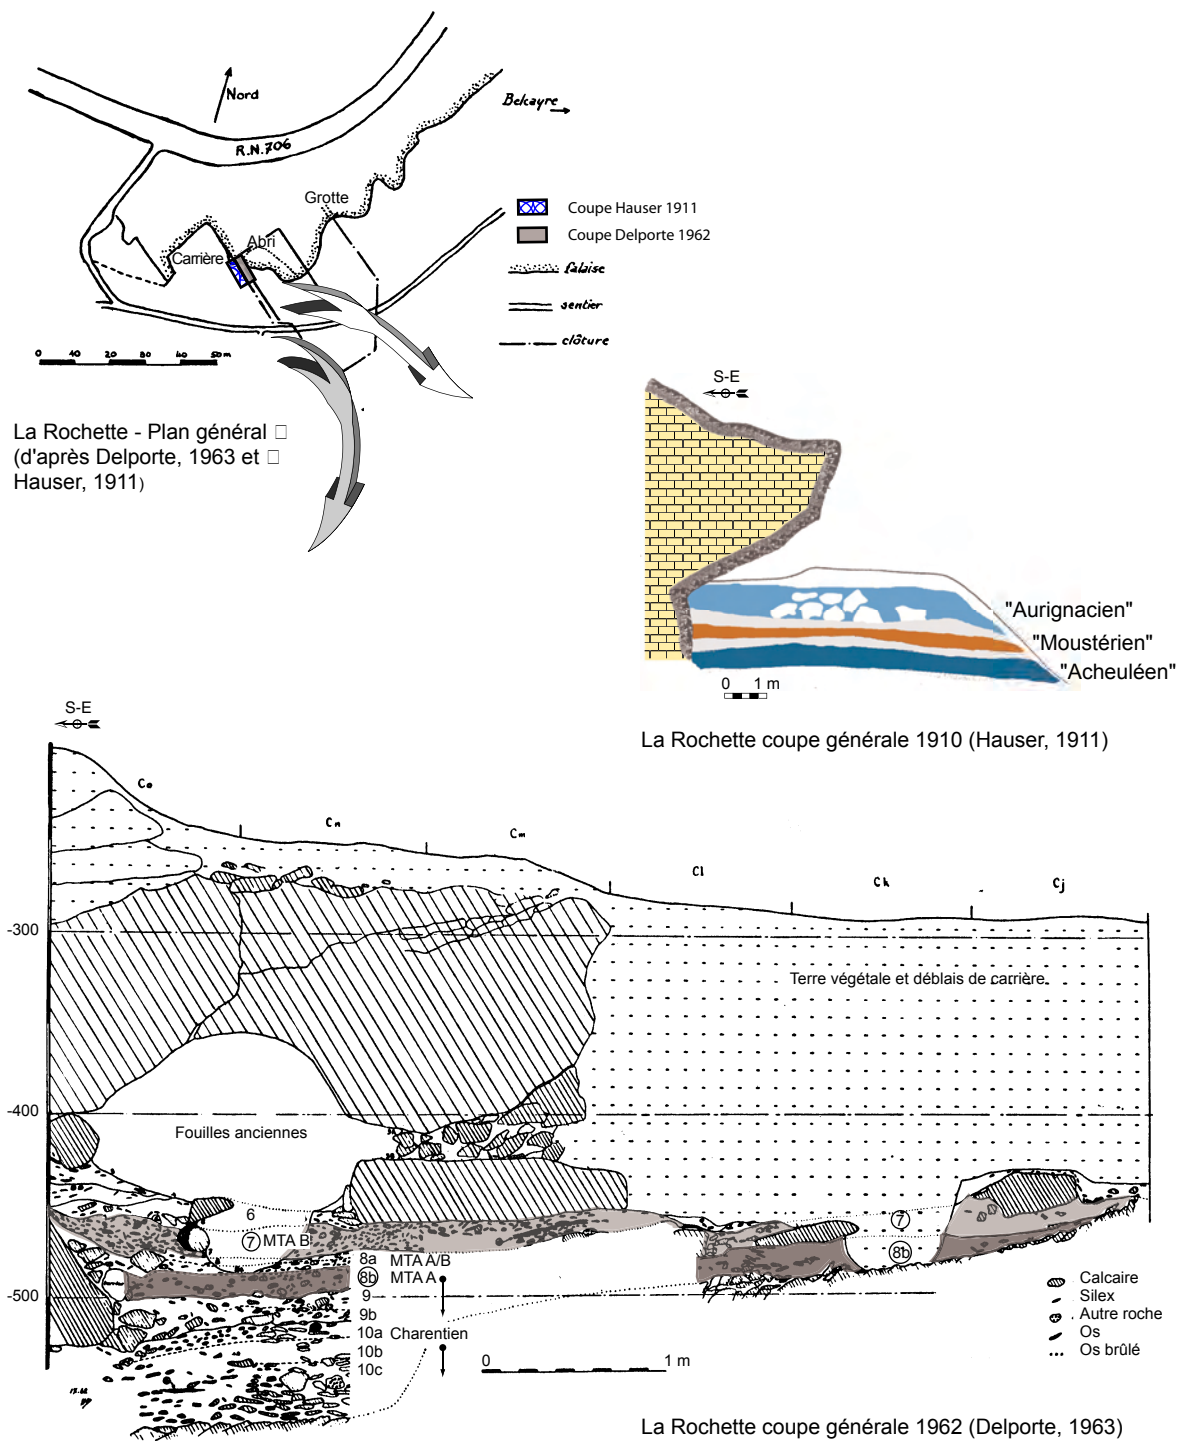 Nord
Belcayre
R.N.706
Grotte
Abri
Carrière
Coupe Hauser 1911
Coupe Delporte 1962
falaise
sentier
clôture
0 10 20 30 40 50m
La Rochette - Plan général □
(d'après Delporte, 1963 et □
Hauser, 1911)
S-E
"Aurignacien"
"Moustérien"
"Acheuléen"
0 1 m
La Rochette coupe générale 1910 (Hauser, 1911)
S-E
Co
Cn
Cm
Cl
Ck
Cj
-300
Terre végétale et déblais de carrière
-400
Fouilles anciennes
6
7 MTA B
7
8b
8a MTA A/B
8b MTA A
-500
9
9b
10a Charentien
10b
10c
0 1 m
Calcaire
Silex
Autre roche
Os
Os brûlé
La Rochette coupe générale 1962 (Delporte, 1963)